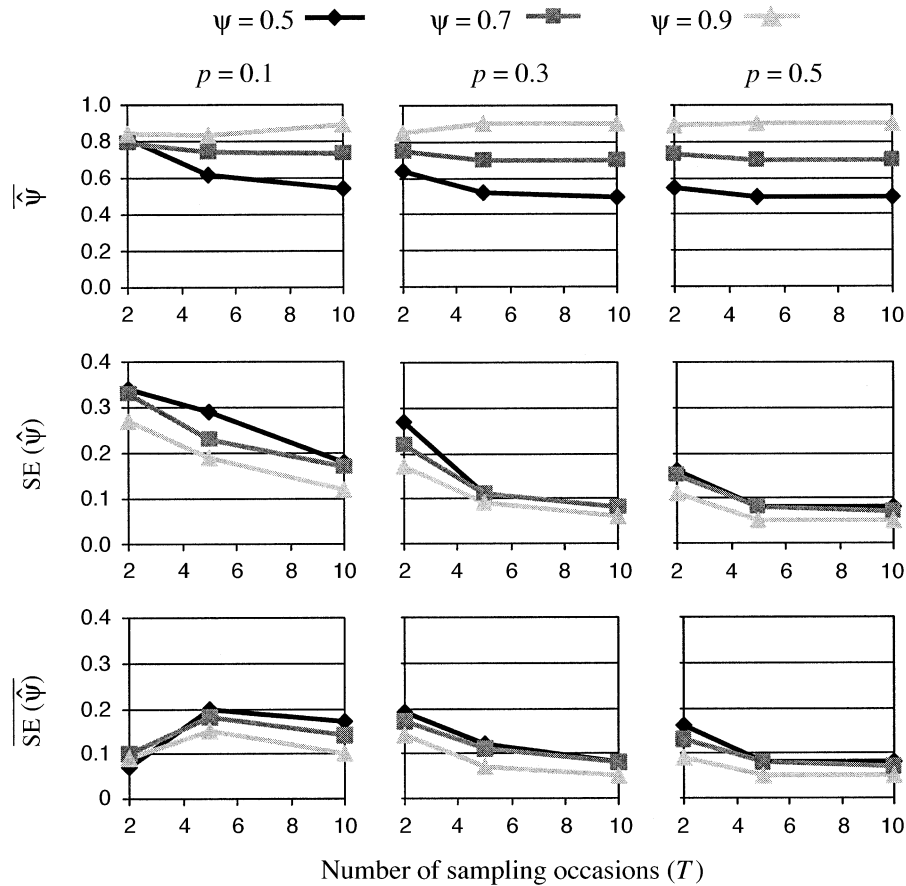 ψ = 0.5 ψ = 0.7 ψ = 0.9
p = 0.1 p = 0.3 p = 0.5
1.0
0.8
0.6
0.4
0.2
0.0
2 4 6 8 10 2 4 6 8 10 2 4 6 8 10
ψ̂
0.4
0.3
0.2
0.1
0.0
2 4 6 8 10 2 4 6 8 10 2 4 6 8 10
SE (ψ̂)
0.4
0.3
0.2
0.1
0
2 4 6 8 10 2 4 6 8 10 2 4 6 8 10
SE (ψ̂)
Number of sampling occasions (T)